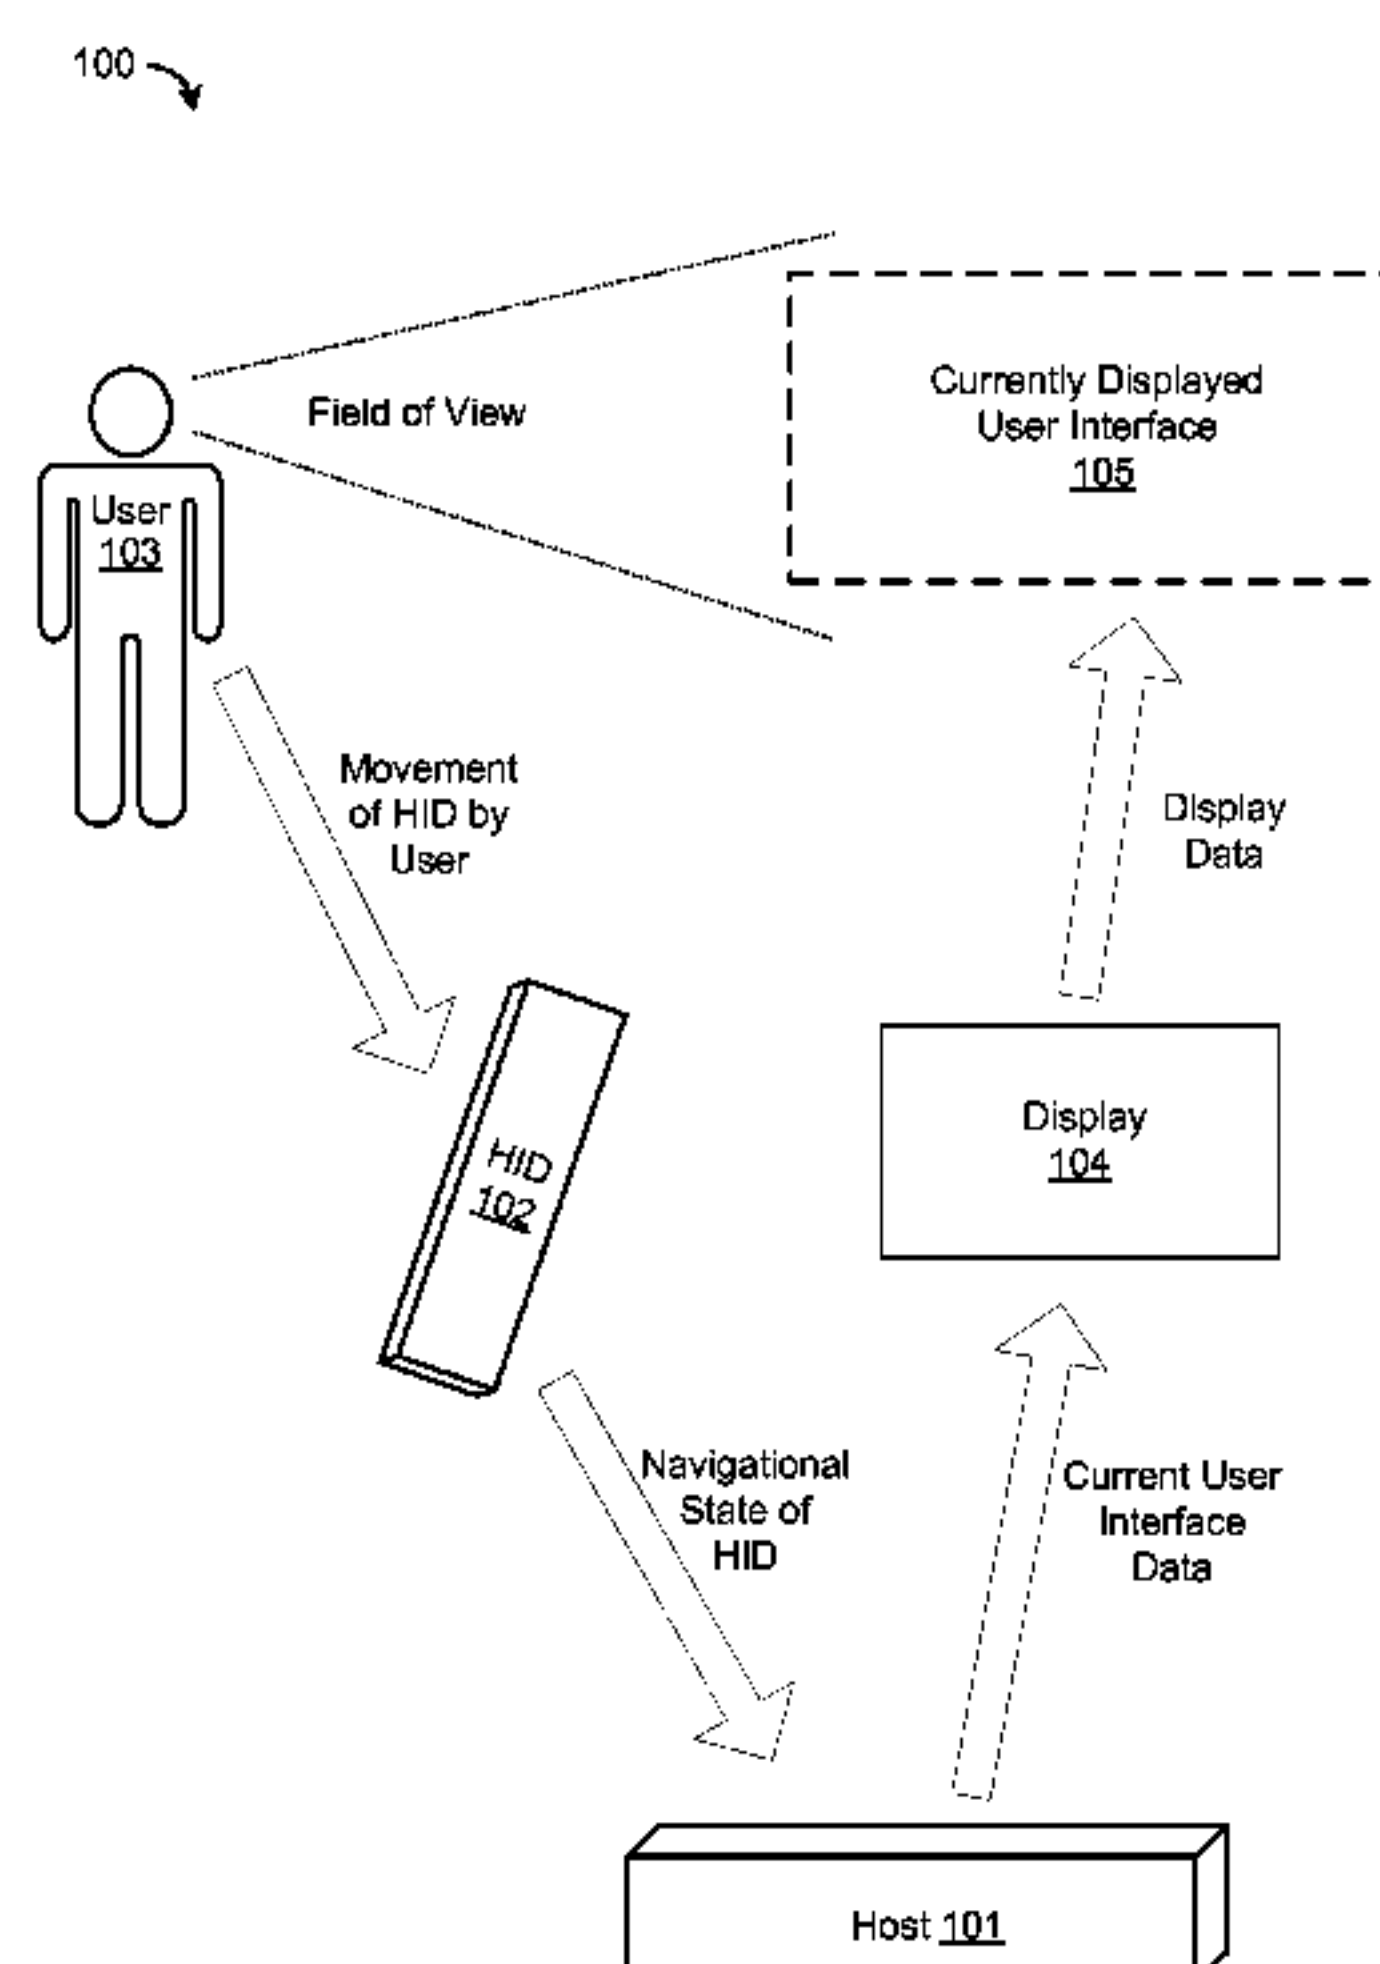 100
Field of View
Currently Displayed
User Interface
105
User
103
Movement
of HID by
User
Display
Data
HID
102
Display
104
Navigational
State of
HID
Current User
Interface
Data
Host 101